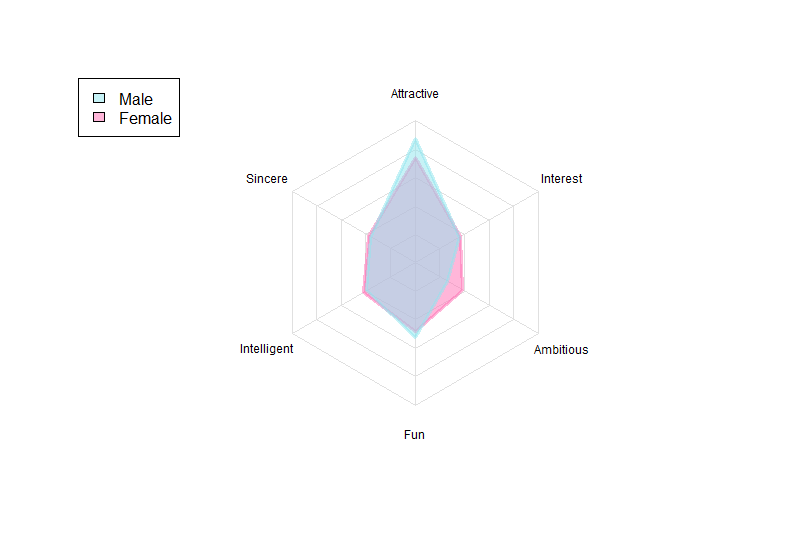 Male
Female
Attractive
Sincere
Interest
Intelligent
Ambitious
Fun